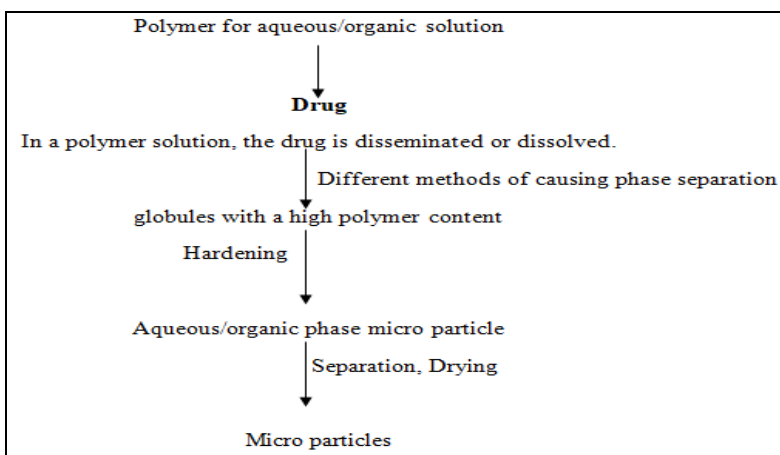 Polymer for aqueous/organic solution
Drug
In a polymer solution, the drug is disseminated or dissolved.
Different methods of causing phase separation
globules with a high polymer content
Hardening
Aqueous/organic phase micro particle
Separation, Drying
Micro particles